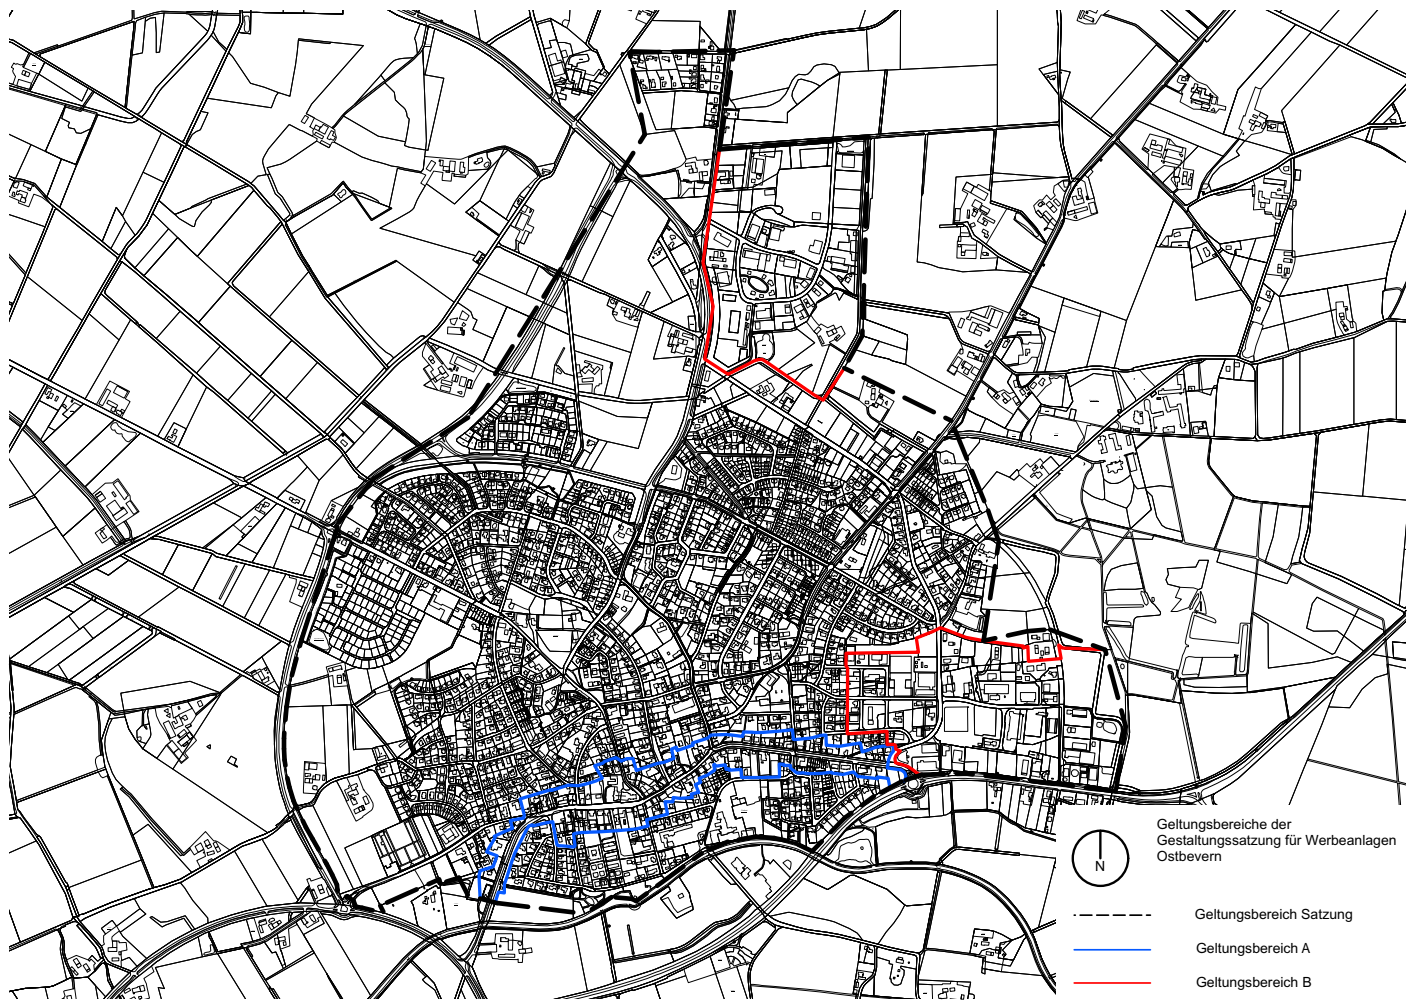 Geltungsbereiche der
Gestaltungssatzung für Werbeanlagen
Ostbevern
N
Geltungsbereich Satzung
Geltungsbereich A
Geltungsbereich B